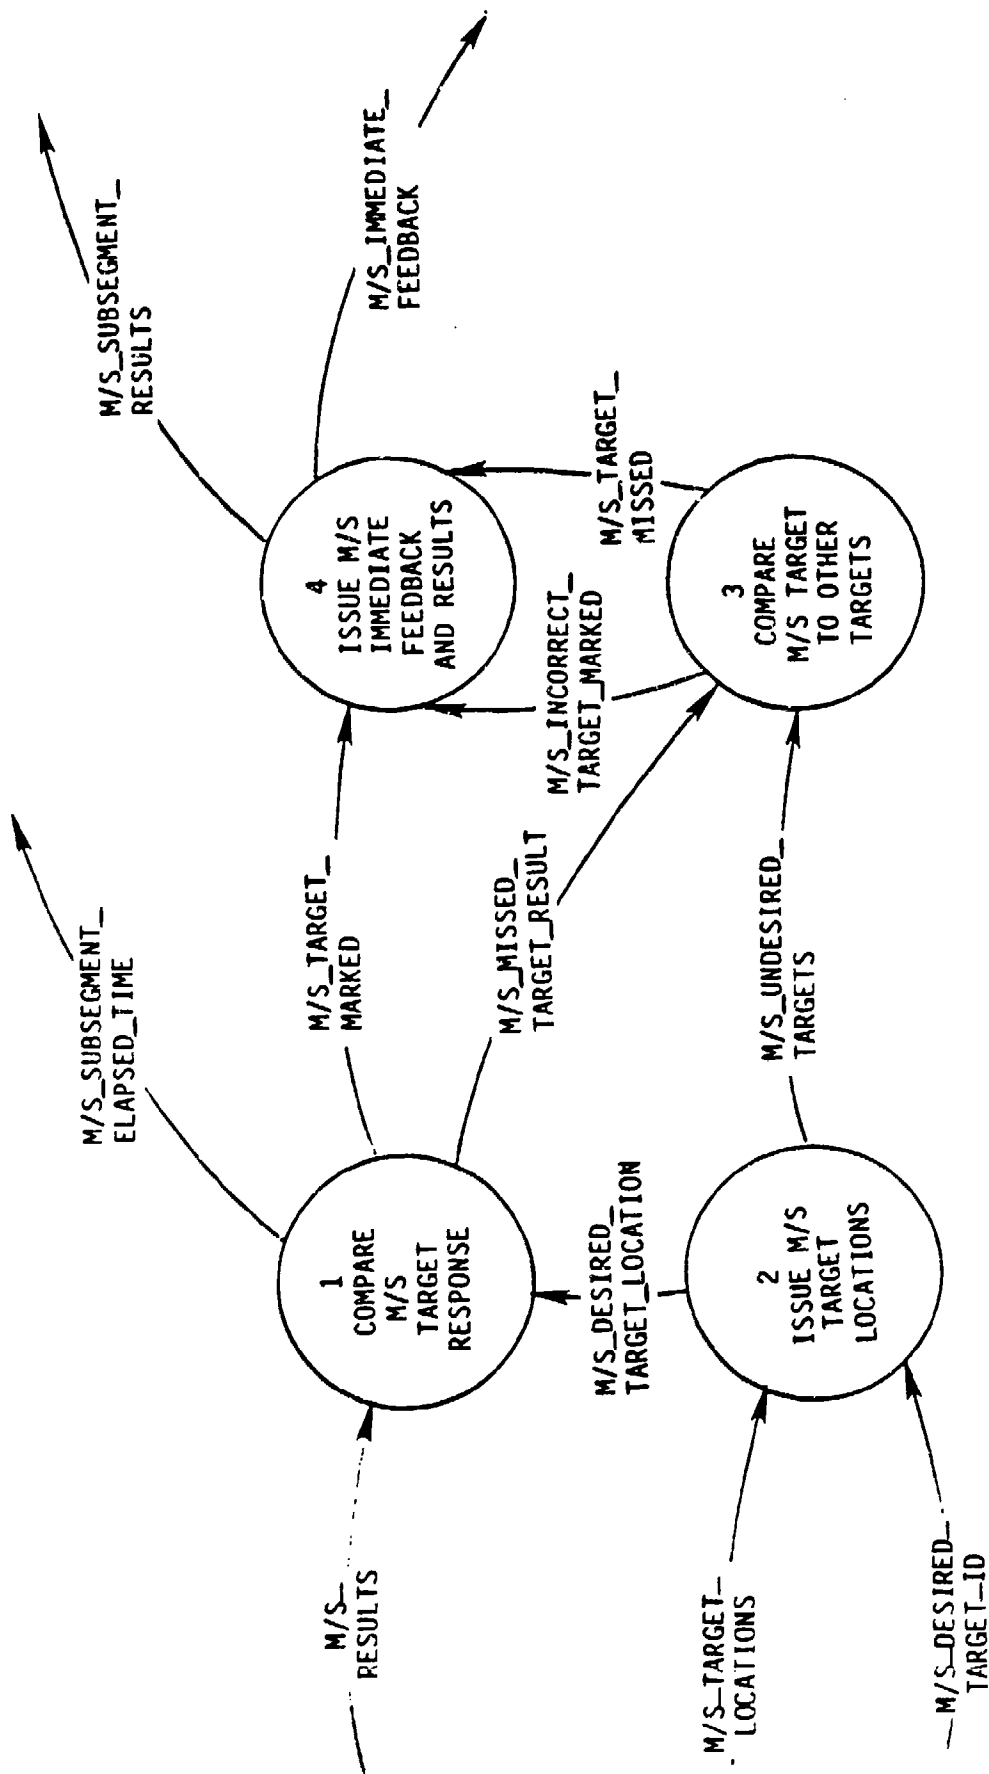 M/S_SUBSEGMENT_
ELAPSED_TIME
M/S_SUBSEGMENT_
RESULTS
M/S_
RESULTS
1
COMPARE
M/S
TARGET
RESPONSE
M/S_TARGET_
MARKED
4
ISSUE M/S
IMMEDIATE
FEEDBACK
AND RESULTS
M/S_IMMEDIATE_
FEEDBACK
M/S_MISSED_
TARGET_RESULT
M/S_INCORRECT_
TARGET_MARKED
M/S_TARGET_
MISSED
M/S_DESIRED_
TARGET_LOCATION
M/S_TARGET_
LOCATIONS
2
ISSUE M/S
TARGET
LOCATIONS
M/S_UNDESIRED_
TARGETS
3
COMPARE
M/S TARGET
TO OTHER
TARGETS
M/S_DESIRED_
TARGET_ID